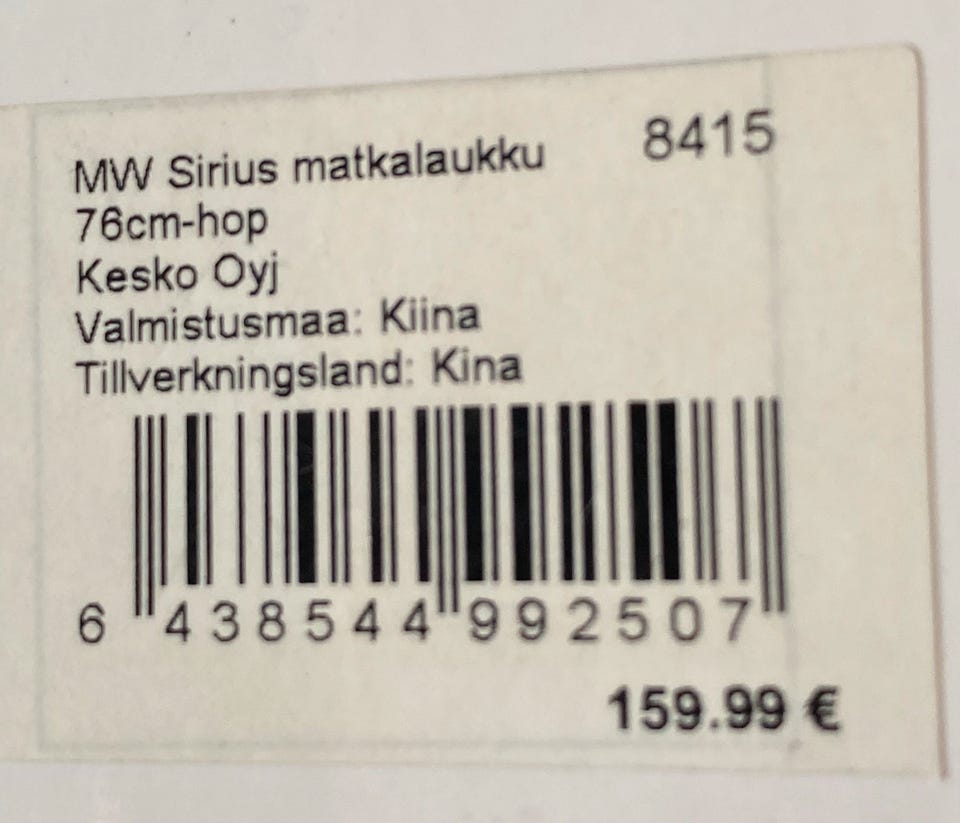 MW Sirius matkalaukku 8415
76cm-hop
Kesko Oyj
Valmistusmaa: Kiina
Tillverkningsland: Kina
6 438544 992507
159.99 €